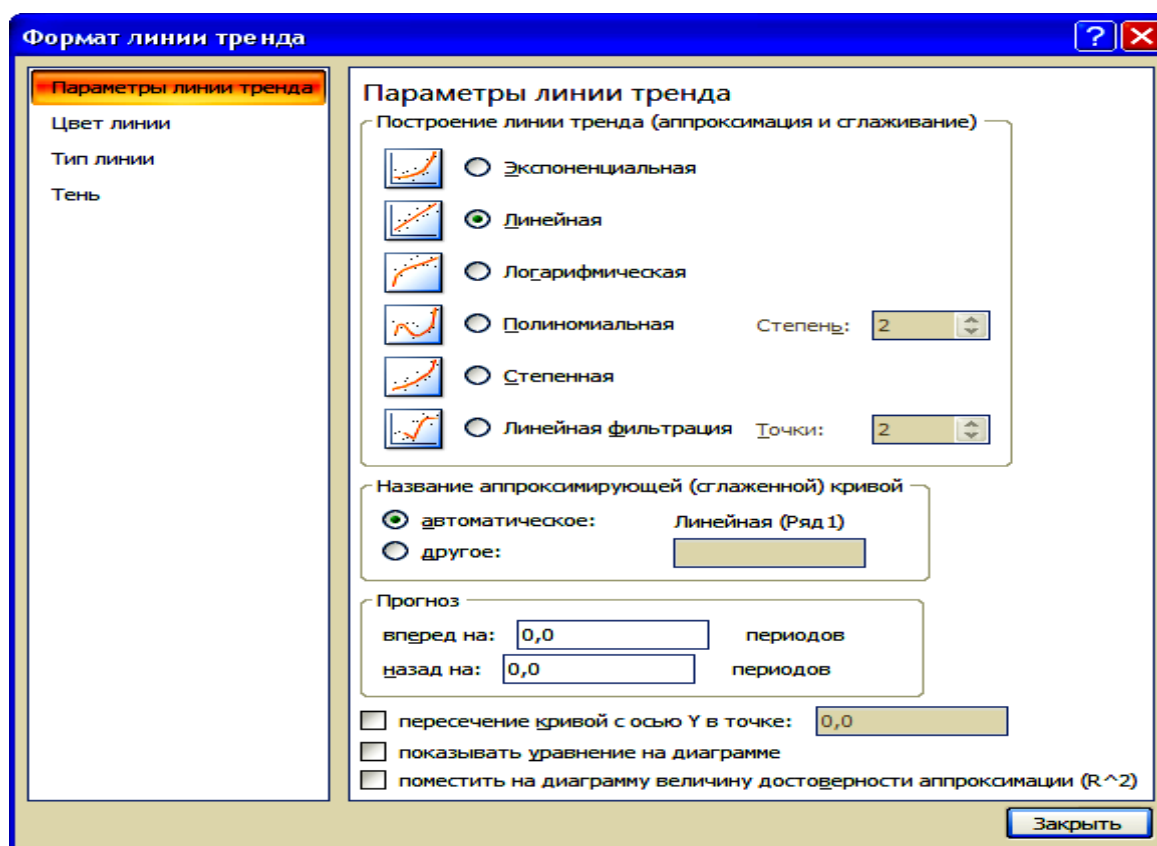 Формат линии тренда
?
Параметры линии тренда
Цвет линии
Тип линии
Тень
Параметры линии тренда
Построение линии тренда (аппроксимация и сглаживание)
Экспоненциальная
Линейная
Логарифмическая
Полиномиальная Степень: 2
Степенная
Линейная фильтрация Точки: 2
Название аппроксимирующей (сглаженной) кривой
автоматическое: Линейная (Ряд1)
другое:
Прогноз
вперед на: 0,0 периодов
назад на: 0,0 периодов
пересечение кривой с осью Y в точке: 0,0
показывать уравнение на диаграмме
поместить на диаграмму величину достоверности аппроксимации (R^2)
Закрыть